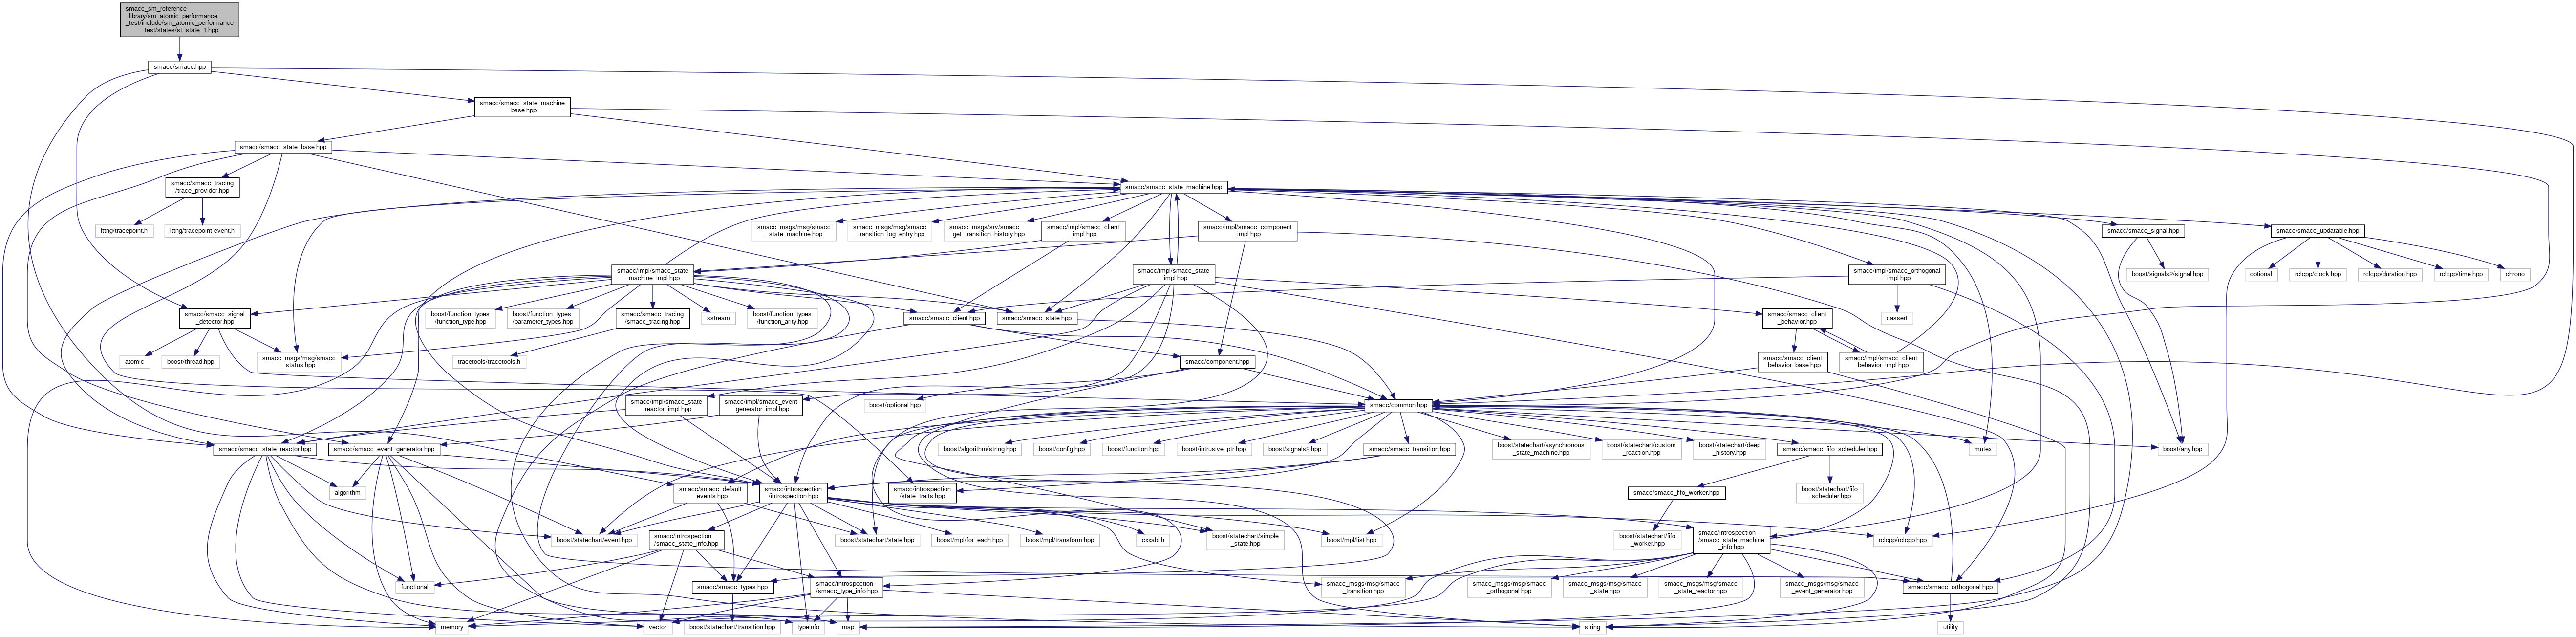 smacc_sm_reference
_library/sm_atomic_performance
_test/include/sm_atomic_performance
_test/states/st_state_1.hpp
smacc/smacc.hpp
smacc/smacc_state_machine
_base.hpp
smacc/smacc_state_base.hpp
smacc/smacc_tracing
/trace_provider.hpp
smacc/smacc_state_machine.hpp
lttng/tracepoint.h
lttng/tracepoint-event.h
smacc_msgs/msg/smacc
_state_machine.hpp
smacc_msgs/msg/smacc
_transition_log_entry.hpp
smacc_msgs/srv/smacc
_get_transition_history.hpp
smacc/impl/smacc_client
_impl.hpp
smacc/impl/smacc_component
_impl.hpp
smacc/smacc_signal.hpp
smacc/smacc_updatable.hpp
smacc/impl/smacc_state
_machine_impl.hpp
smacc/impl/smacc_state
_impl.hpp
smacc/impl/smacc_orthogonal
_impl.hpp
boost/signals2/signal.hpp
optional
rclcpp/clock.hpp
rclcpp/duration.hpp
rclcpp/time.hpp
chrono
smacc/smacc_signal
_detector.hpp
boost/function_types
/function_type.hpp
boost/function_types
/parameter_types.hpp
smacc/smacc_tracing
/smacc_tracing.hpp
sstream
boost/function_types
/function_arity.hpp
smacc/smacc_client.hpp
smacc/smacc_state.hpp
smacc/smacc_client
_behavior.hpp
cassert
atomic
boost/thread.hpp
smacc_msgs/msg/smacc
_status.hpp
tracetools/tracetools.h
smacc/component.hpp
smacc/smacc_client
_behavior_base.hpp
smacc/impl/smacc_client
_behavior_impl.hpp
smacc/impl/smacc_state
_reactor_impl.hpp
smacc/impl/smacc_event
_generator_impl.hpp
boost/optional.hpp
smacc/common.hpp
smacc/smacc_state_reactor.hpp
smacc/smacc_event_generator.hpp
boost/algorithm/string.hpp
boost/config.hpp
boost/function.hpp
boost/intrusive_ptr.hpp
boost/signals2.hpp
smacc/smacc_transition.hpp
boost/statechart/asynchronous
_state_machine.hpp
boost/statechart/custom
_reaction.hpp
boost/statechart/deep
_history.hpp
smacc/smacc_fifo_scheduler.hpp
mutex
boost/any.hpp
algorithm
smacc/smacc_default
_events.hpp
smacc/introspection
/introspection.hpp
smacc/introspection
/state_traits.hpp
smacc/smacc_fifo_worker.hpp
boost/statechart/fifo
_scheduler.hpp
boost/statechart/event.hpp
smacc/introspection
/smacc_state_info.hpp
boost/statechart/state.hpp
boost/mpl/for_each.hpp
boost/mpl/transform.hpp
cxxabi.h
boost/statechart/simple
_state.hpp
boost/mpl/list.hpp
boost/statechart/fifo
_worker.hpp
smacc/introspection
/smacc_state_machine
_info.hpp
rclcpp/rclcpp.hpp
functional
smacc/smacc_types.hpp
smacc/introspection
/smacc_type_info.hpp
smacc_msgs/msg/smacc
_transition.hpp
smacc_msgs/msg/smacc
_orthogonal.hpp
smacc_msgs/msg/smacc
_state.hpp
smacc_msgs/msg/smacc
_state_reactor.hpp
smacc_msgs/msg/smacc
_event_generator.hpp
smacc/smacc_orthogonal.hpp
memory
vector
boost/statechart/transition.hpp
typeinfo
map
string
utility